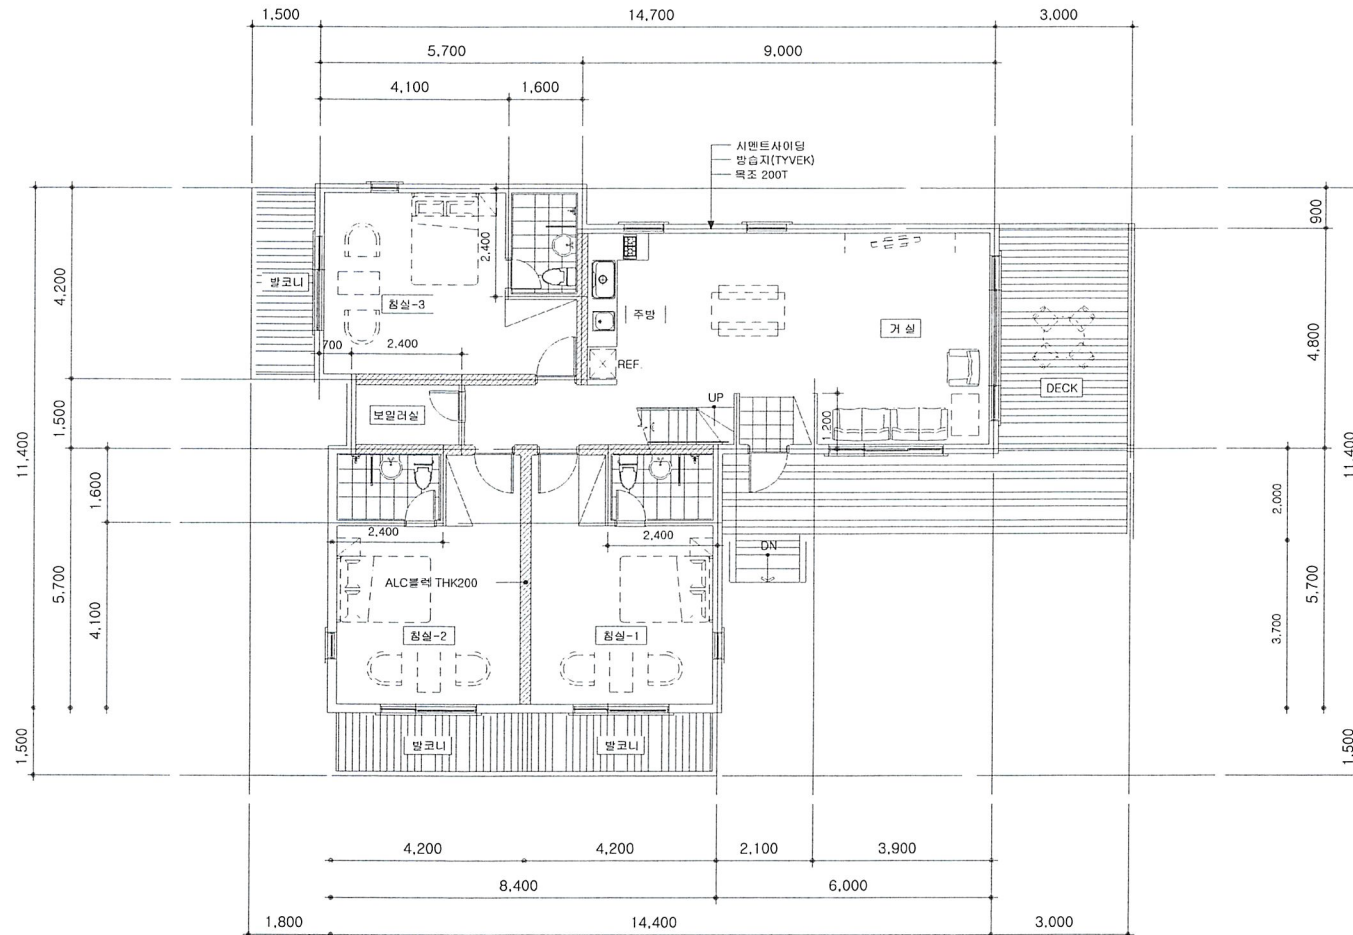 1,500 14,700 3,000
5,700 9,000
4,100 1,600
시멘트사이딩
방습지(TYVEK)
목조 200T
900
4,200
2,400
발코니
침실-3
주방
거 실
4,800
700 2,400
REF.
DECK
UP
보일러실
1,200
1,500
11,400
11,400
1,600
2,000
2,400
2,400
DN
5,700
ALC블럭 THK200
5,700
4,100
3,700
침실-2
침실-1
1,500
발코니
발코니
1,500
4,200 4,200 2,100 3,900
8,400 6,000
1,800 14,400 3,000